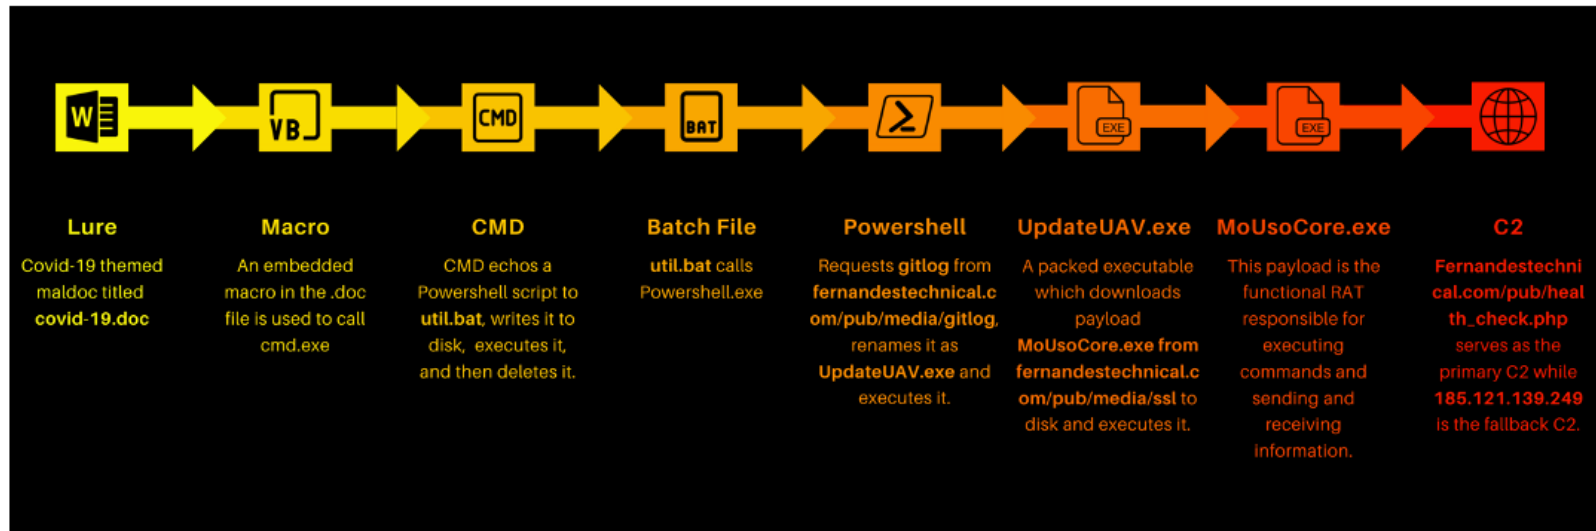 W
VB
CMD
BAT
EXE
EXE
Lure
Covid-19 themed
maldoc titled
covid-19.doc
Macro
An embedded
macro in the .doc
file is used to call
cmd.exe
CMD
CMD echos a
Powershell script to
util.bat, writes it to
disk, executes it,
and then deletes it.
Batch File
util.bat calls
Powershell.exe
Powershell
Requests gitlog from
fernandestechnical.c
om/pub/media/gitlog,
renames it as
UpdateUAV.exe and
executes it.
UpdateUAV.exe
A packed executable
which downloads
payload
MoUsoCore.exe from
fernandestechnical.c
om/pub/media/ssl to
disk and executes it.
MoUsoCore.exe
This payload is the
functional RAT
responsible for
executing
commands and
sending and
receiving
information.
C2
Fernandestechni
cal.com/pub/heal
th_check.php
serves as the
primary C2 while
185.121.139.249
is the fallback C2.